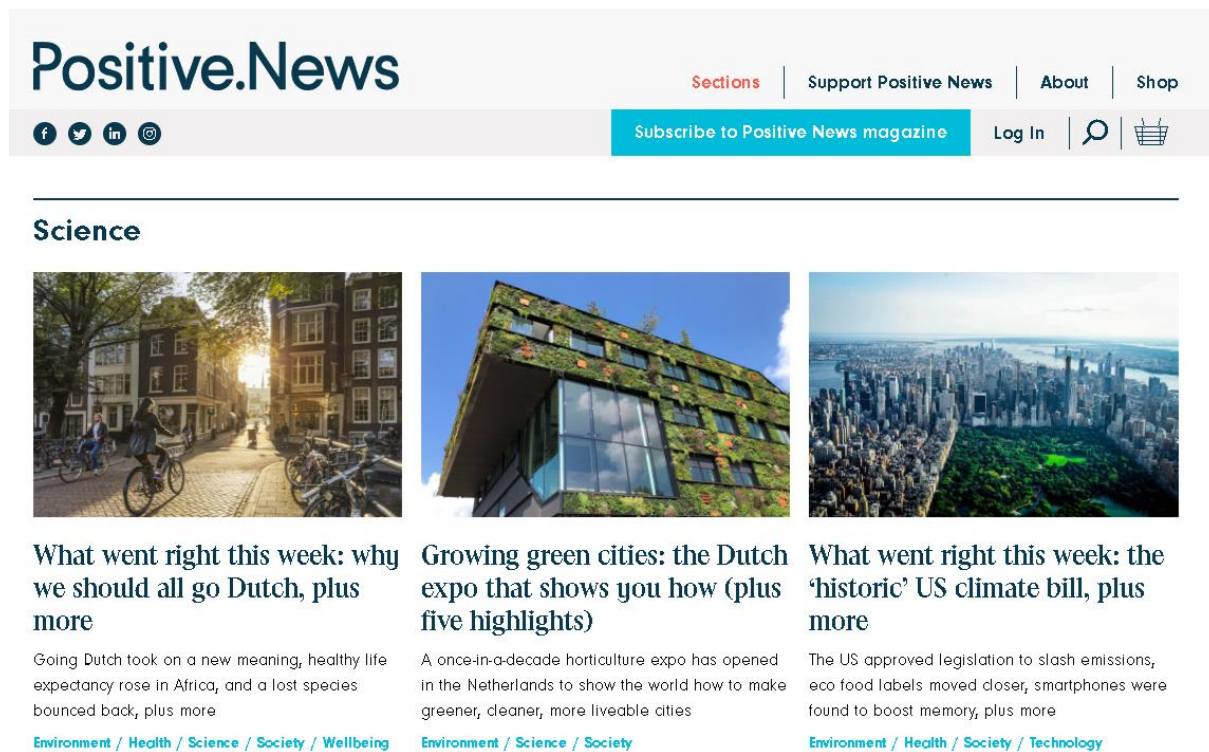 Positive.News
Sections
Support Positive News
About
Shop
Subscribe to Positive News magazine
Log In
Science
What went right this week: why
we should all go Dutch, plus
more
Going Dutch took on a new meaning, healthy life
expectancy rose in Africa, and a lost species
bounced back, plus more
Environment / Health / Science / Society / Wellbeing
Growing green cities: the Dutch
expo that shows you how (plus
five highlights)
A once-in-a-decade horticulture expo has opened
in the Netherlands to show the world how to make
greener, cleaner, more liveable cities
Environment / Science / Society
What went right this week: the
‘historic’ US climate bill, plus
more
The US approved legislation to slash emissions,
eco food labels moved closer, smartphones were
found to boost memory, plus more
Environment / Health / Society / Technology